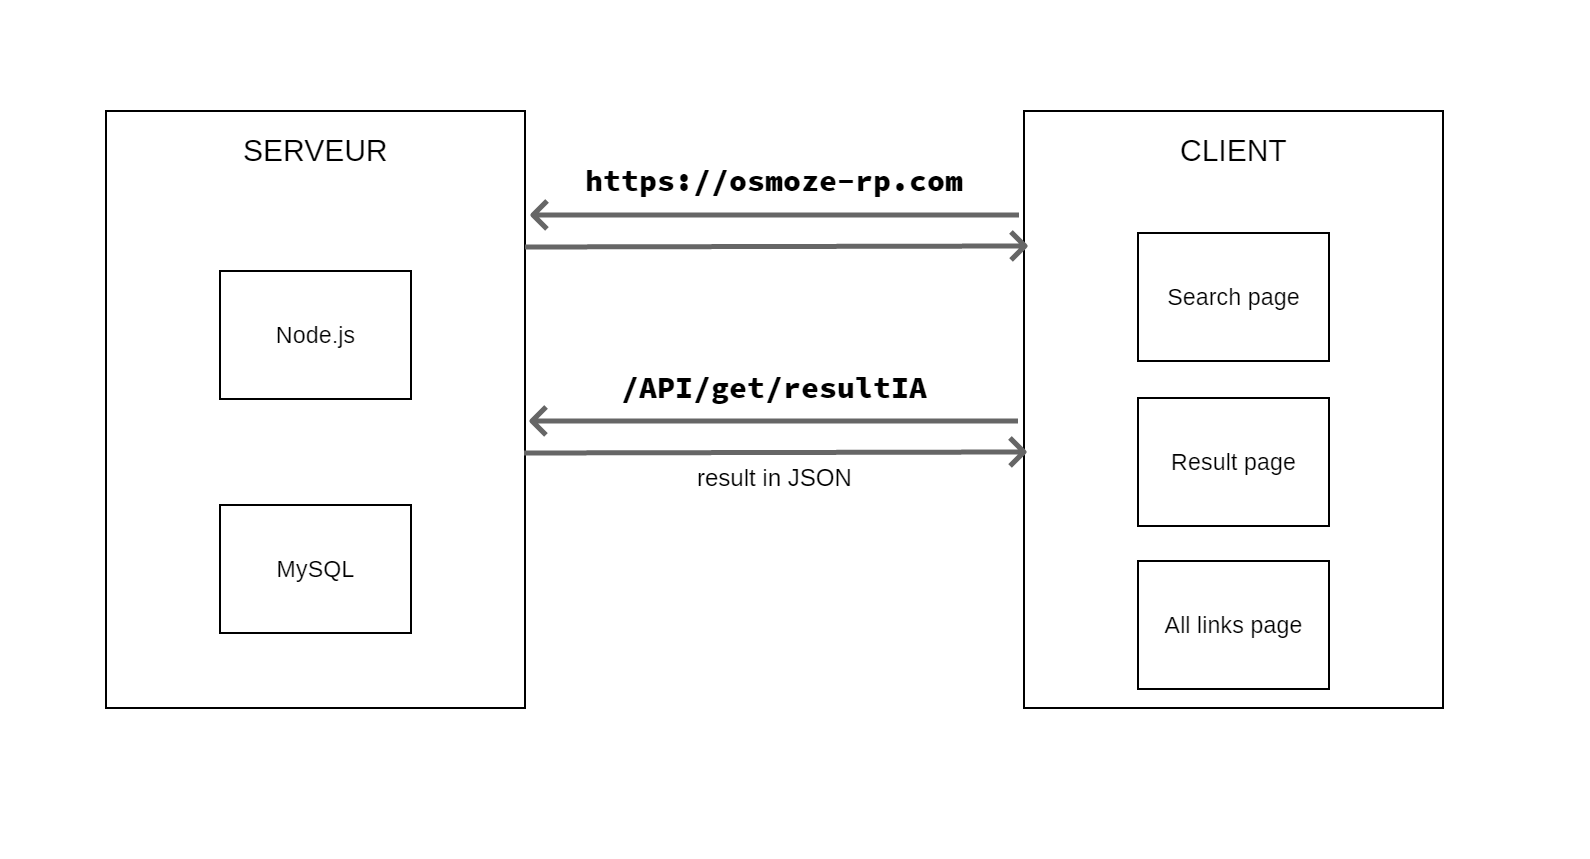 SERVEUR
CLIENT
https://osmoze-rp.com
Node.js
Search page
/API/get/resultIA
result in JSON
Result page
MySQL
All links page